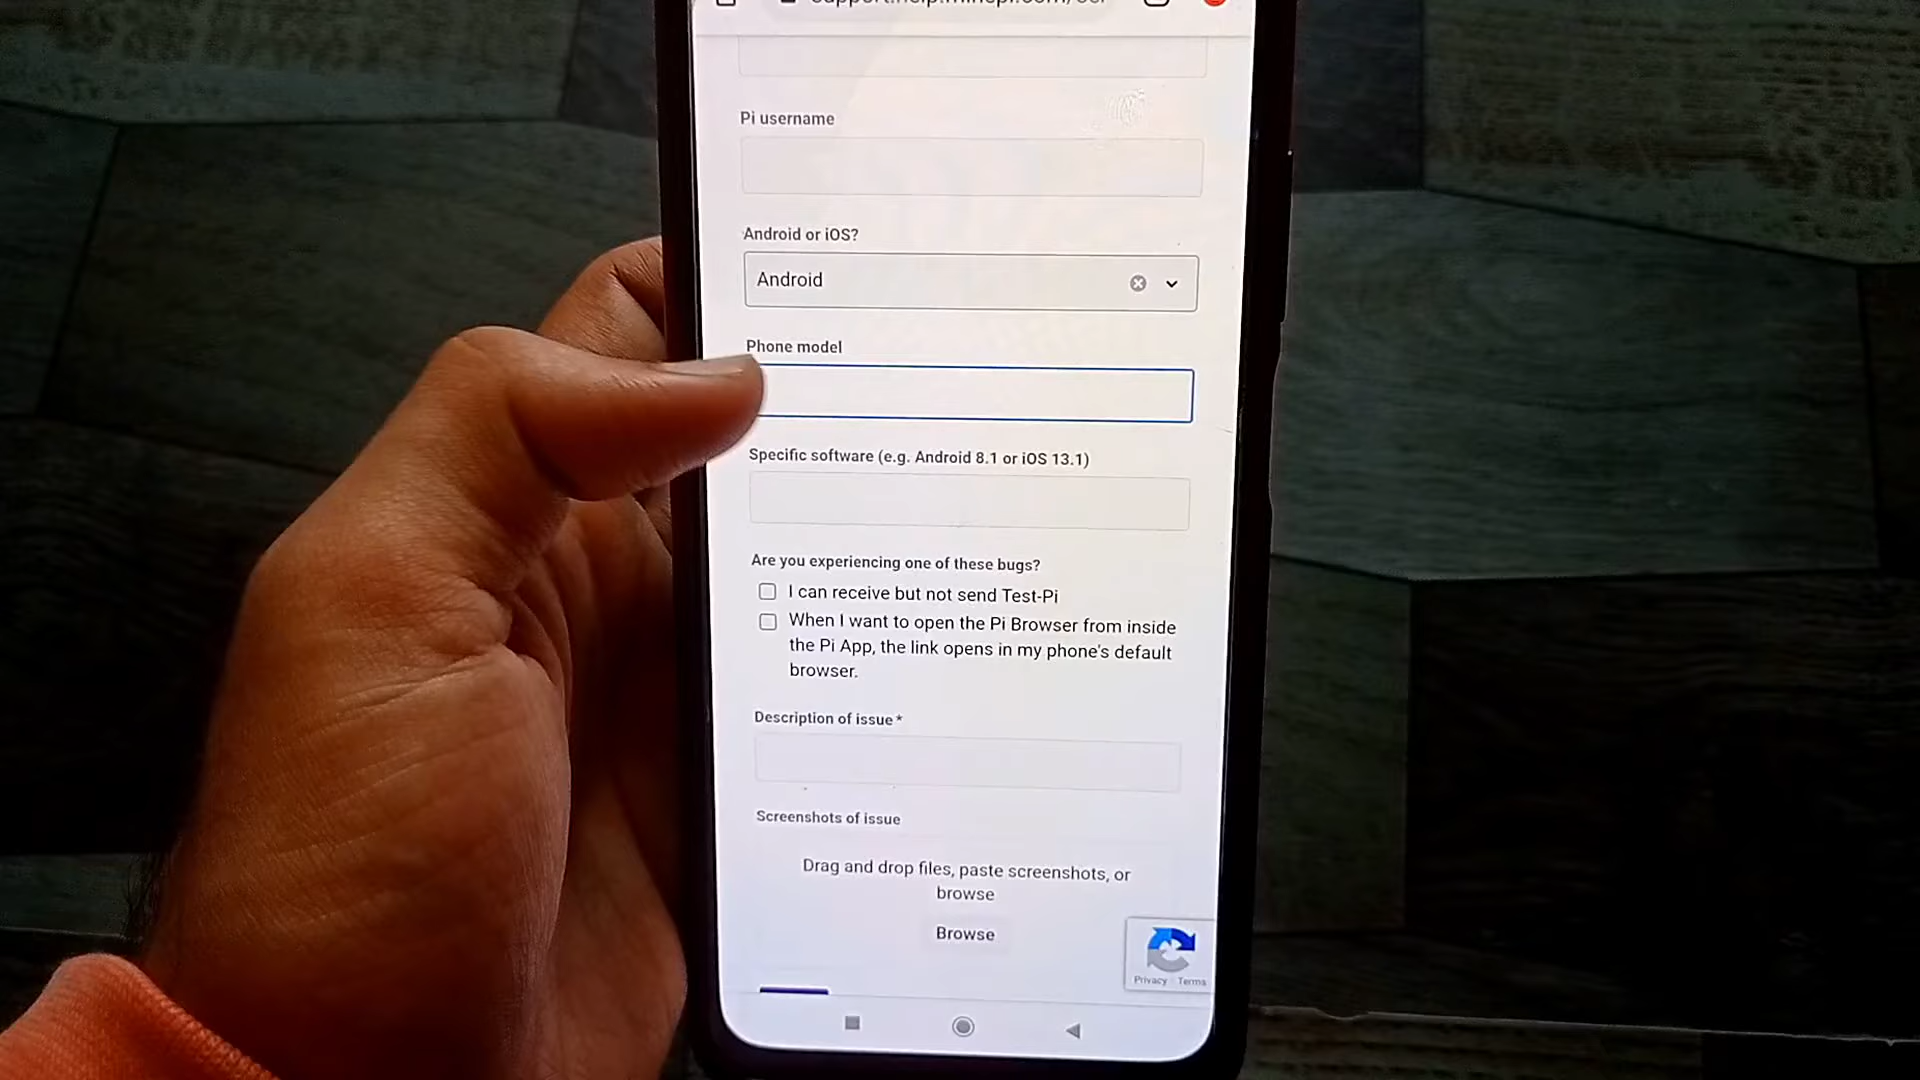 Pi username
Android or iOS?
Android
Phone model
Specific software (e.g. Android 8.1 or iOS 13.1)
Are you experiencing one of these bugs?
I can receive but not send Test-Pi
When I want to open the Pi Browser from inside
the Pi App, the link opens in my phone's default
browser.
Description of issue*
Screenshots of issue
Drag and drop files, paste screenshots, or
browse
Browse
Privacy Terms